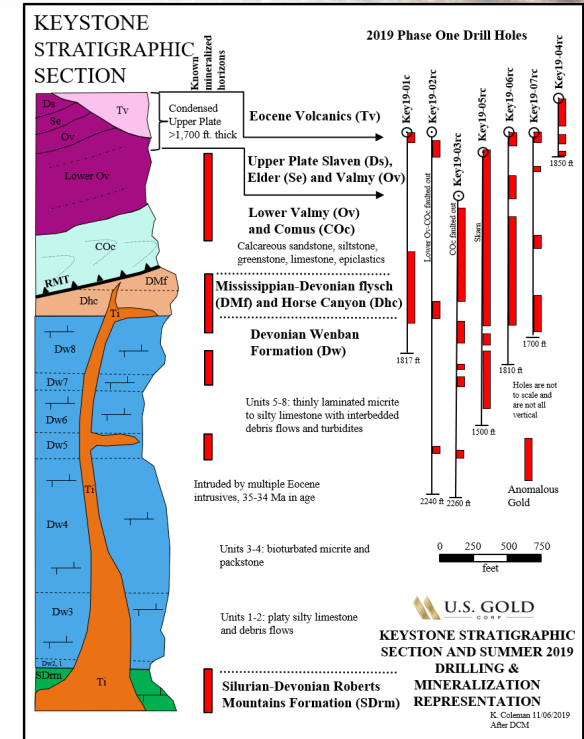 KEYSTONE
STRATIGRAPHIC
SECTION
Known
mineralized
horizons
2019 Phase One Drill Holes
Key19-01c
Key19-02rc
Key19-03rc
Key19-05rc
Key19-06rc
Key19-07rc
Key19-04rc
Ds
Se
Ov
Tv
Lower Ov
COc
RMT
DMf
Dhc
Ti
Dw8
Dw7
Dw6
Dw5
Ti
Dw4
Dw3
Dw2, 1
SDrm
Ti
Condensed
Upper Plate
>1,700 ft. thick
Eocene Volcanics (Tv)
Upper Plate Slaven (Ds),
Elder (Se) and Valmy (Ov)
Lower Valmy (Ov)
and Comus (COc)
Calcareous sandstone, siltstone,
greenstone, limestone, epiclastics
Mississippian-Devonian flysch
(DMf) and Horse Canyon (Dhc)
Devonian Wenban
Formation (Dw)
Units 5-8: thinly laminated micrite
to silty limestone with interbedded
debris flows and turbidites
Intruded by multiple Eocene
intrusives, 35-34 Ma in age
Units 3-4: bioturbated micrite and
packstone
Units 1-2: platy silty limestone
and debris flows
Silurian-Devonian Roberts
Mountains Formation (SDrm)
Lower Ov-COc faulted out
COc faulted out
Skarn
1817 ft
2240 ft
2260 ft
1500 ft
1810 ft
1700 ft
1850 ft
Holes are not
to scale and
are not all
vertical
Anomalous
Gold
0 250 500 750
feet
U.S. GOLD
CORP
KEYSTONE STRATIGRAPHIC
SECTION AND SUMMER 2019
DRILLING &
MINERALIZATION
REPRESENTATION
K. Coleman 11/06/2019
After DCM